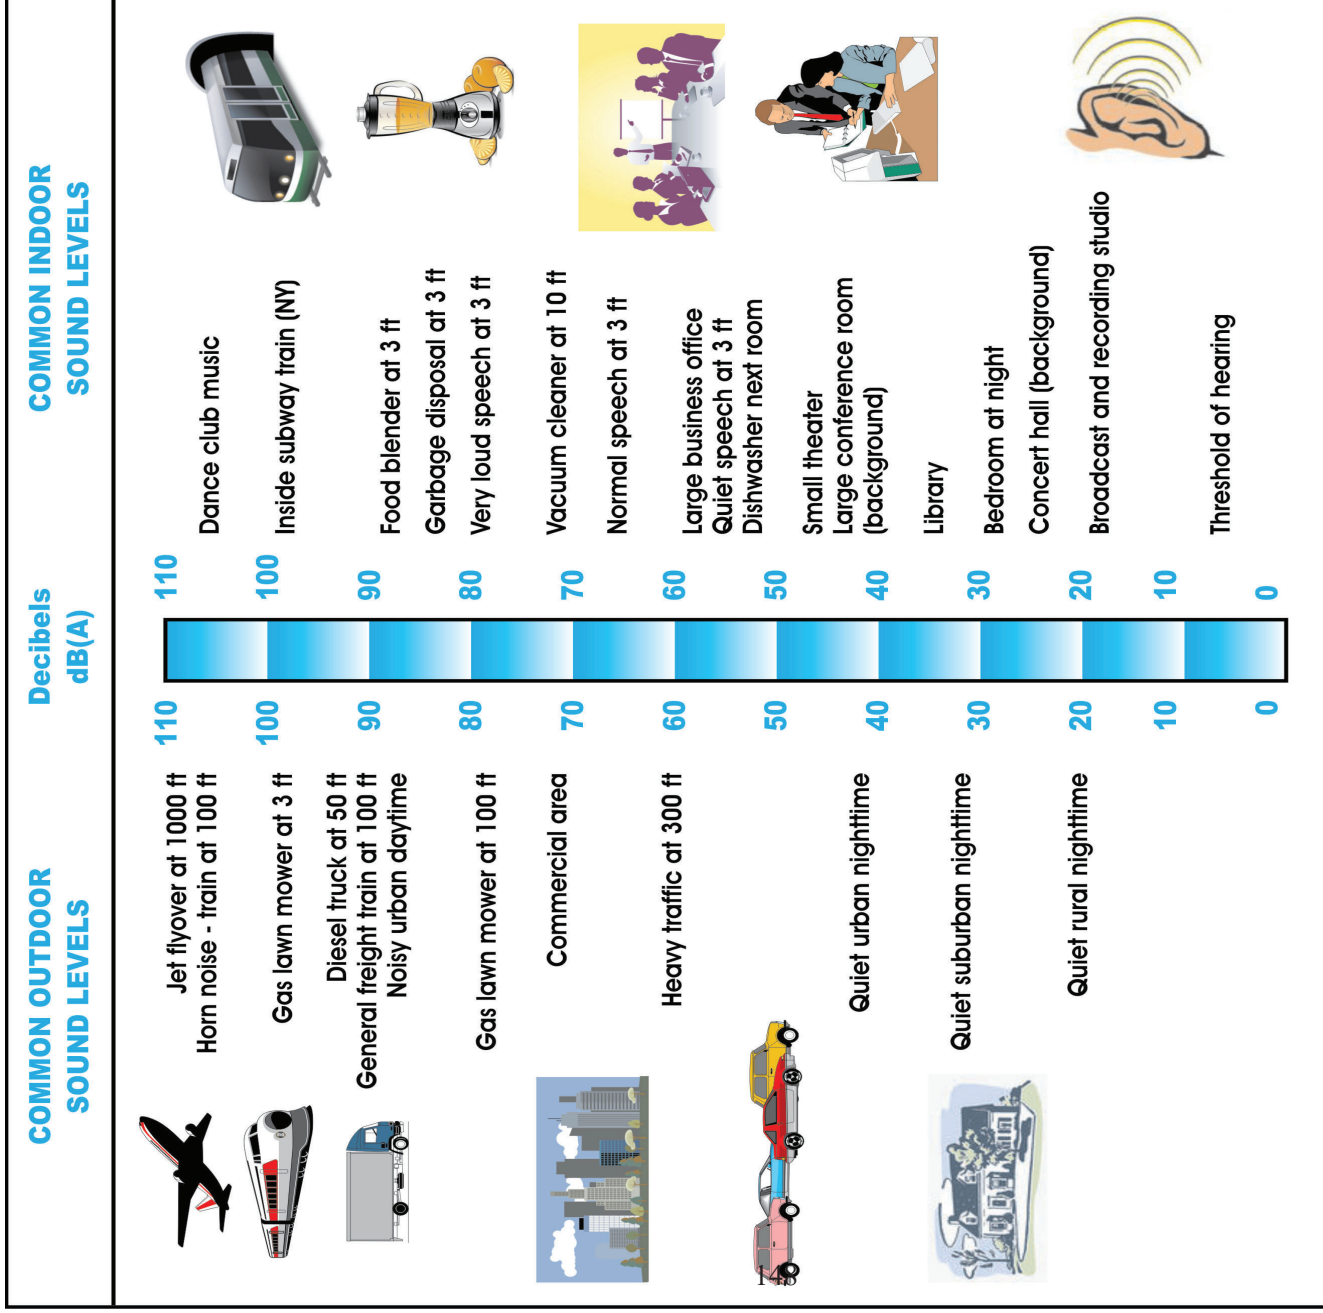 COMMON OUTDOOR
SOUND LEVELS
Decibels
dB(A)
COMMON INDOOR
SOUND LEVELS
Jet flyover at 1000 ft
Horn noise - train at 100 ft
Gas lawn mower at 3 ft
Diesel truck at 50 ft
General freight train at 100 ft
Noisy urban daytime
Gas lawn mower at 100 ft
Commercial area
Heavy traffic at 300 ft
Quiet urban nighttime
Quiet suburban nighttime
Quiet rural nighttime
110
100
90
80
70
60
50
40
30
20
10
0
110
100
90
80
70
60
50
40
30
20
10
0
Dance club music
Inside subway train (NY)
Food blender at 3 ft
Garbage disposal at 3 ft
Very loud speech at 3 ft
Vacuum cleaner at 10 ft
Normal speech at 3 ft
Large business office
Quiet speech at 3 ft
Dishwasher next room
Small theater
Large conference room
(background)
Library
Bedroom at night
Concert hall (background)
Broadcast and recording studio
Threshold of hearing